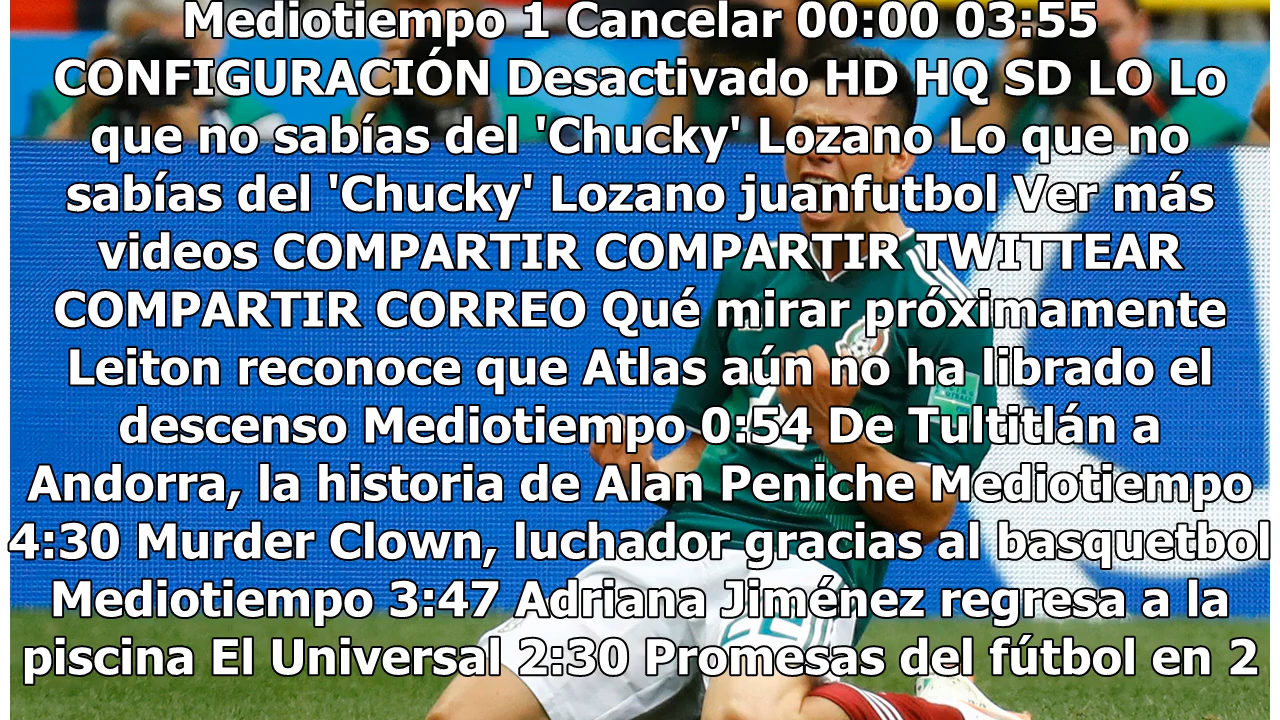 Mediotiempo 1 Cancelar 00:00 03:55
CONFIGURACIÓN Desactivado HD HQ SD LO Lo
que no sabías del 'Chucky' Lozano Lo que no
sabías del 'Chucky' Lozano juanfutbol Ver más
videos COMPARTIR COMPARTIR TWITTEAR
COMPARTIR CORREO Qué mirar próximamente
Leiton reconoce que Atlas aún no ha librado el
descenso Mediotiempo 0:54 De Tultitlán a
Andorra, la historia de Alan Peniche Mediotiempo
4:30 Murder Clown, luchador gracias al basquetbol
Mediotiempo 3:47 Adriana Jiménez regresa a la
piscina El Universal 2:30 Promesas del fútbol en 2